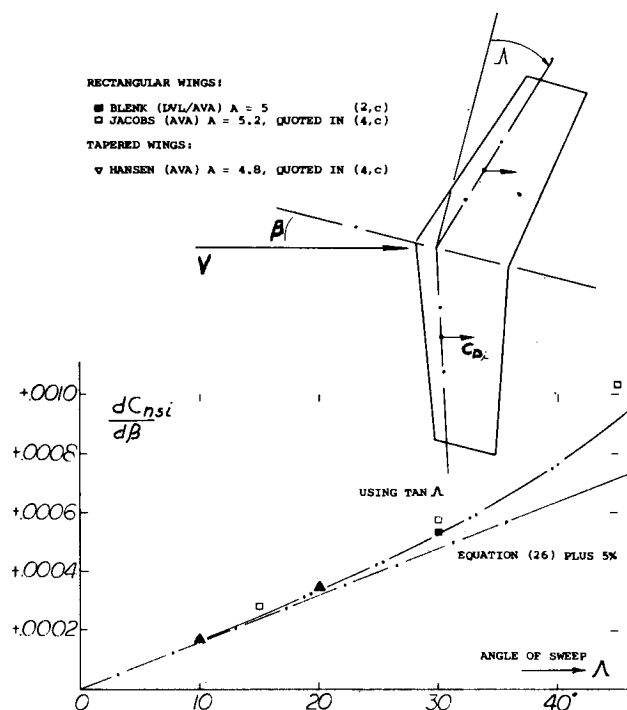 RECTANGULAR WINGS:
■ BLENK (DVL/AVA) A = 5 (2,c)
□ JACOBS (AVA) A = 5.2, QUOTED IN (4,c)
TAPERED WINGS:
▽ HANSEN (AVA) A = 4.8, QUOTED IN (4,c)
Λ
β
V
C_Di
+.0010
dCnsi
dβ
+.0008
USING TAN Λ
+.0006
EQUATION (26) PLUS 5%
+.0004
+.0002
ANGLE OF SWEEP
Λ
0 10 20 30 40°